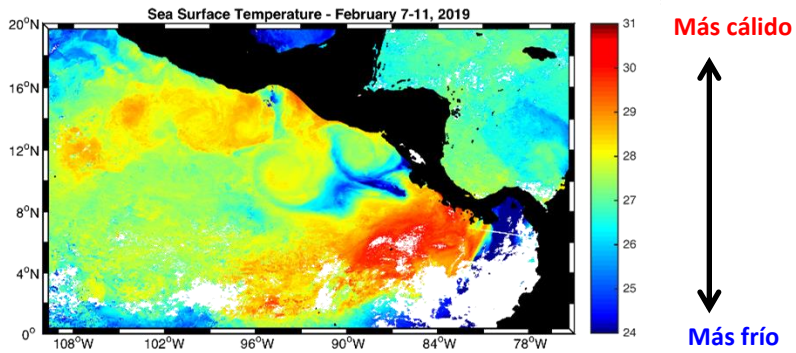 Sea Surface Temperature - February 7-11, 2019
20°N
16°N
12°N
8°N
4°N
0°
108°W 102°W 96°W 90°W 84°W 78°W
31
30
29
28
27
26
25
24
Más cálido
Más frío